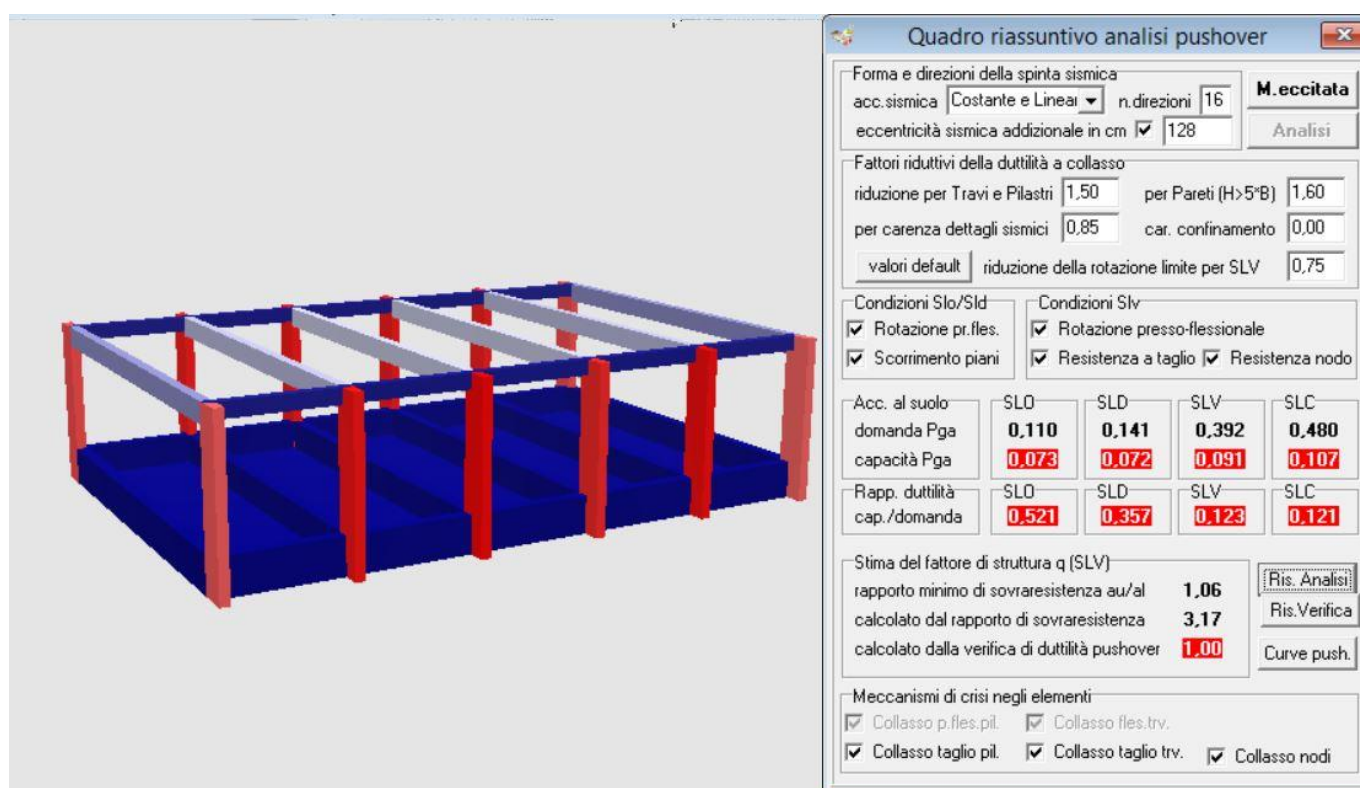 Quadro riassuntivo analisi pushover
Forma e direzioni della spinta sismica
acc.sismica Costante e Linear n.direzioni 16
M.eccitata
eccentricità sismica addizionale in cm 128
Analisi
Fattori riduttivi della duttilità a collasso
riduzione per Travi e Pilastri 1,50 per Pareti (H>5*B) 1,60
per carenza dettagli sismici 0,85 car. confinamento 0,00
valori default riduzione della rotazione limite per SLV 0,75
Condizioni Slo/Sld Condizioni Slv
Rotazione pr.fles. Rotazione presso-flessionale
Scorrimento piani Resistenza a taglio Resistenza nodo
Acc. al suolo SLO SLD SLV SLC
domanda Pga 0,110 0,141 0,392 0,480
capacità Pga 0,073 0,072 0,091 0,107
Rapp. duttilità SLO SLD SLV SLC
cap./domanda 0,521 0,357 0,123 0,121
Stima del fattore di struttura q (SLV)
rapporto minimo di sovraresistenza au/al 1,06
calcolato dal rapporto di sovraresistenza 3,17
calcolato dalla verifica di duttilità pushover 1,00
Ris. Analisi
Ris.Verifica
Curve push.
Meccanismi di crisi negli elementi
Collasso p.fles.pil. Collasso fles.trv.
Collasso taglio pil. Collasso taglio trv. Collasso nodi